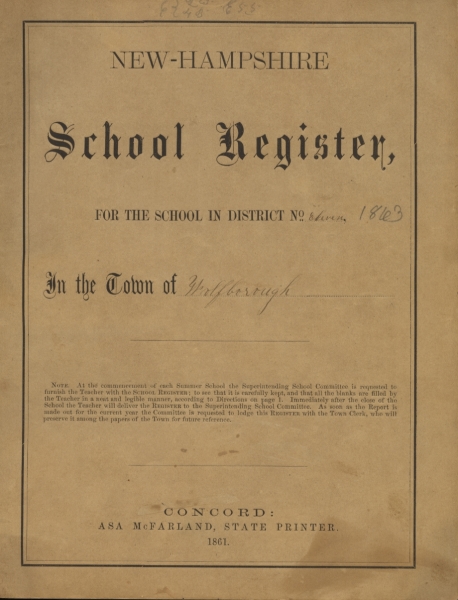 NEW-HAMPSHIRE
School Register,
FOR THE SCHOOL IN DISTRICT NO. eleven. 1863
In the Town of Wolfborough
NOTE. At the commencement of each Summer School the Superintending School Committee is requested to
furnish the Teacher with the SCHOOL REGISTER; to see that it is carefully kept, and that all the blanks are filled by
the Teacher in a neat and legible manner, according to Directions on page 1. Immediately after the close of the
School the Teacher will deliver the REGISTER to the Superintending School Committee. As soon as the Report is
made out for the current year the Committee is requested to lodge this REGISTER with the Town Clerk, who will
preserve it among the papers of the Town for future reference.
CONCORD:
ASA McFARLAND, STATE PRINTER.
1861.